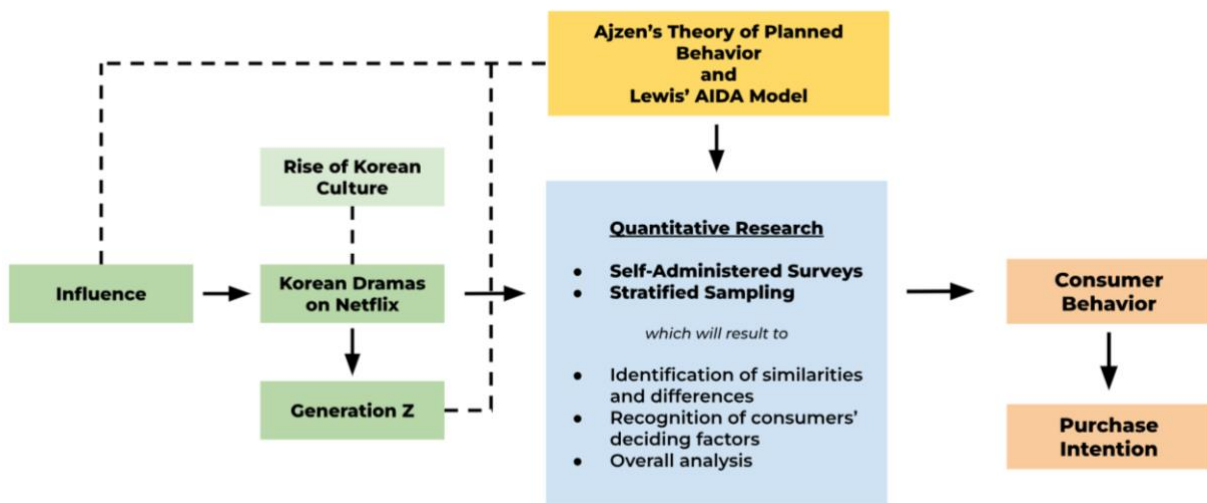 Ajzen's Theory of Planned
Behavior
and
Lewis' AIDA Model
Rise of Korean
Culture
Influence
Korean Dramas
on Netflix
Generation Z
Quantitative Research
● Self-Administered Surveys
● Stratified Sampling
which will result to
● Identification of similarities
and differences
● Recognition of consumers'
deciding factors
● Overall analysis
Consumer
Behavior
Purchase
Intention